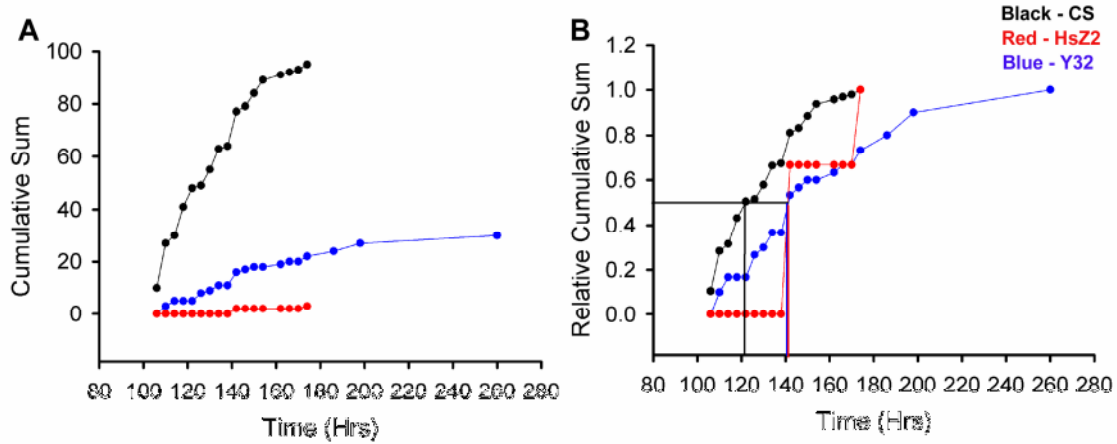 A
Cumulative Sum
100
80
60
40
20
0
80 100 120 140 160 180 200 220 240 260 280
Time (Hrs)
B
Black - CS
Red - HsZ2
Blue - Y32
Relative Cumulative Sum
1.2
1.0
0.8
0.6
0.4
0.2
0.0
80 100 120 140 160 180 200 220 240 260 280
Time (Hrs)